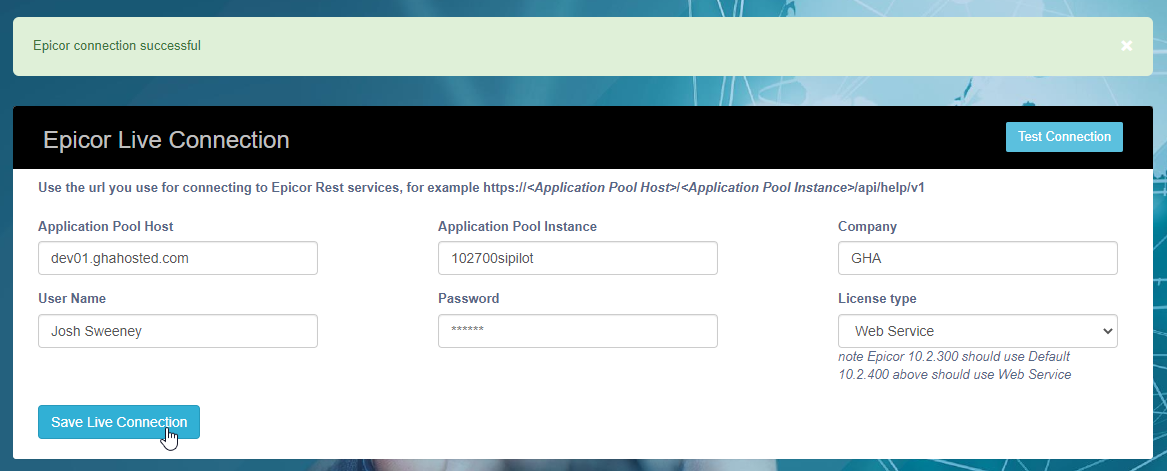 Epicor connection successful
×
Epicor Live Connection
Test Connection
Use the url you use for connecting to Epicor Rest services, for example https://<Application Pool Host>/<Application Pool Instance>/api/help/v1
Application Pool Host
Application Pool Instance
Company
dev01.ghahosted.com
102700sipilot
GHA
User Name
Password
License type
Josh Sweeney
******
Web Service
note Epicor 10.2.300 should use Default
10.2.400 above should use Web Service
Save Live Connection